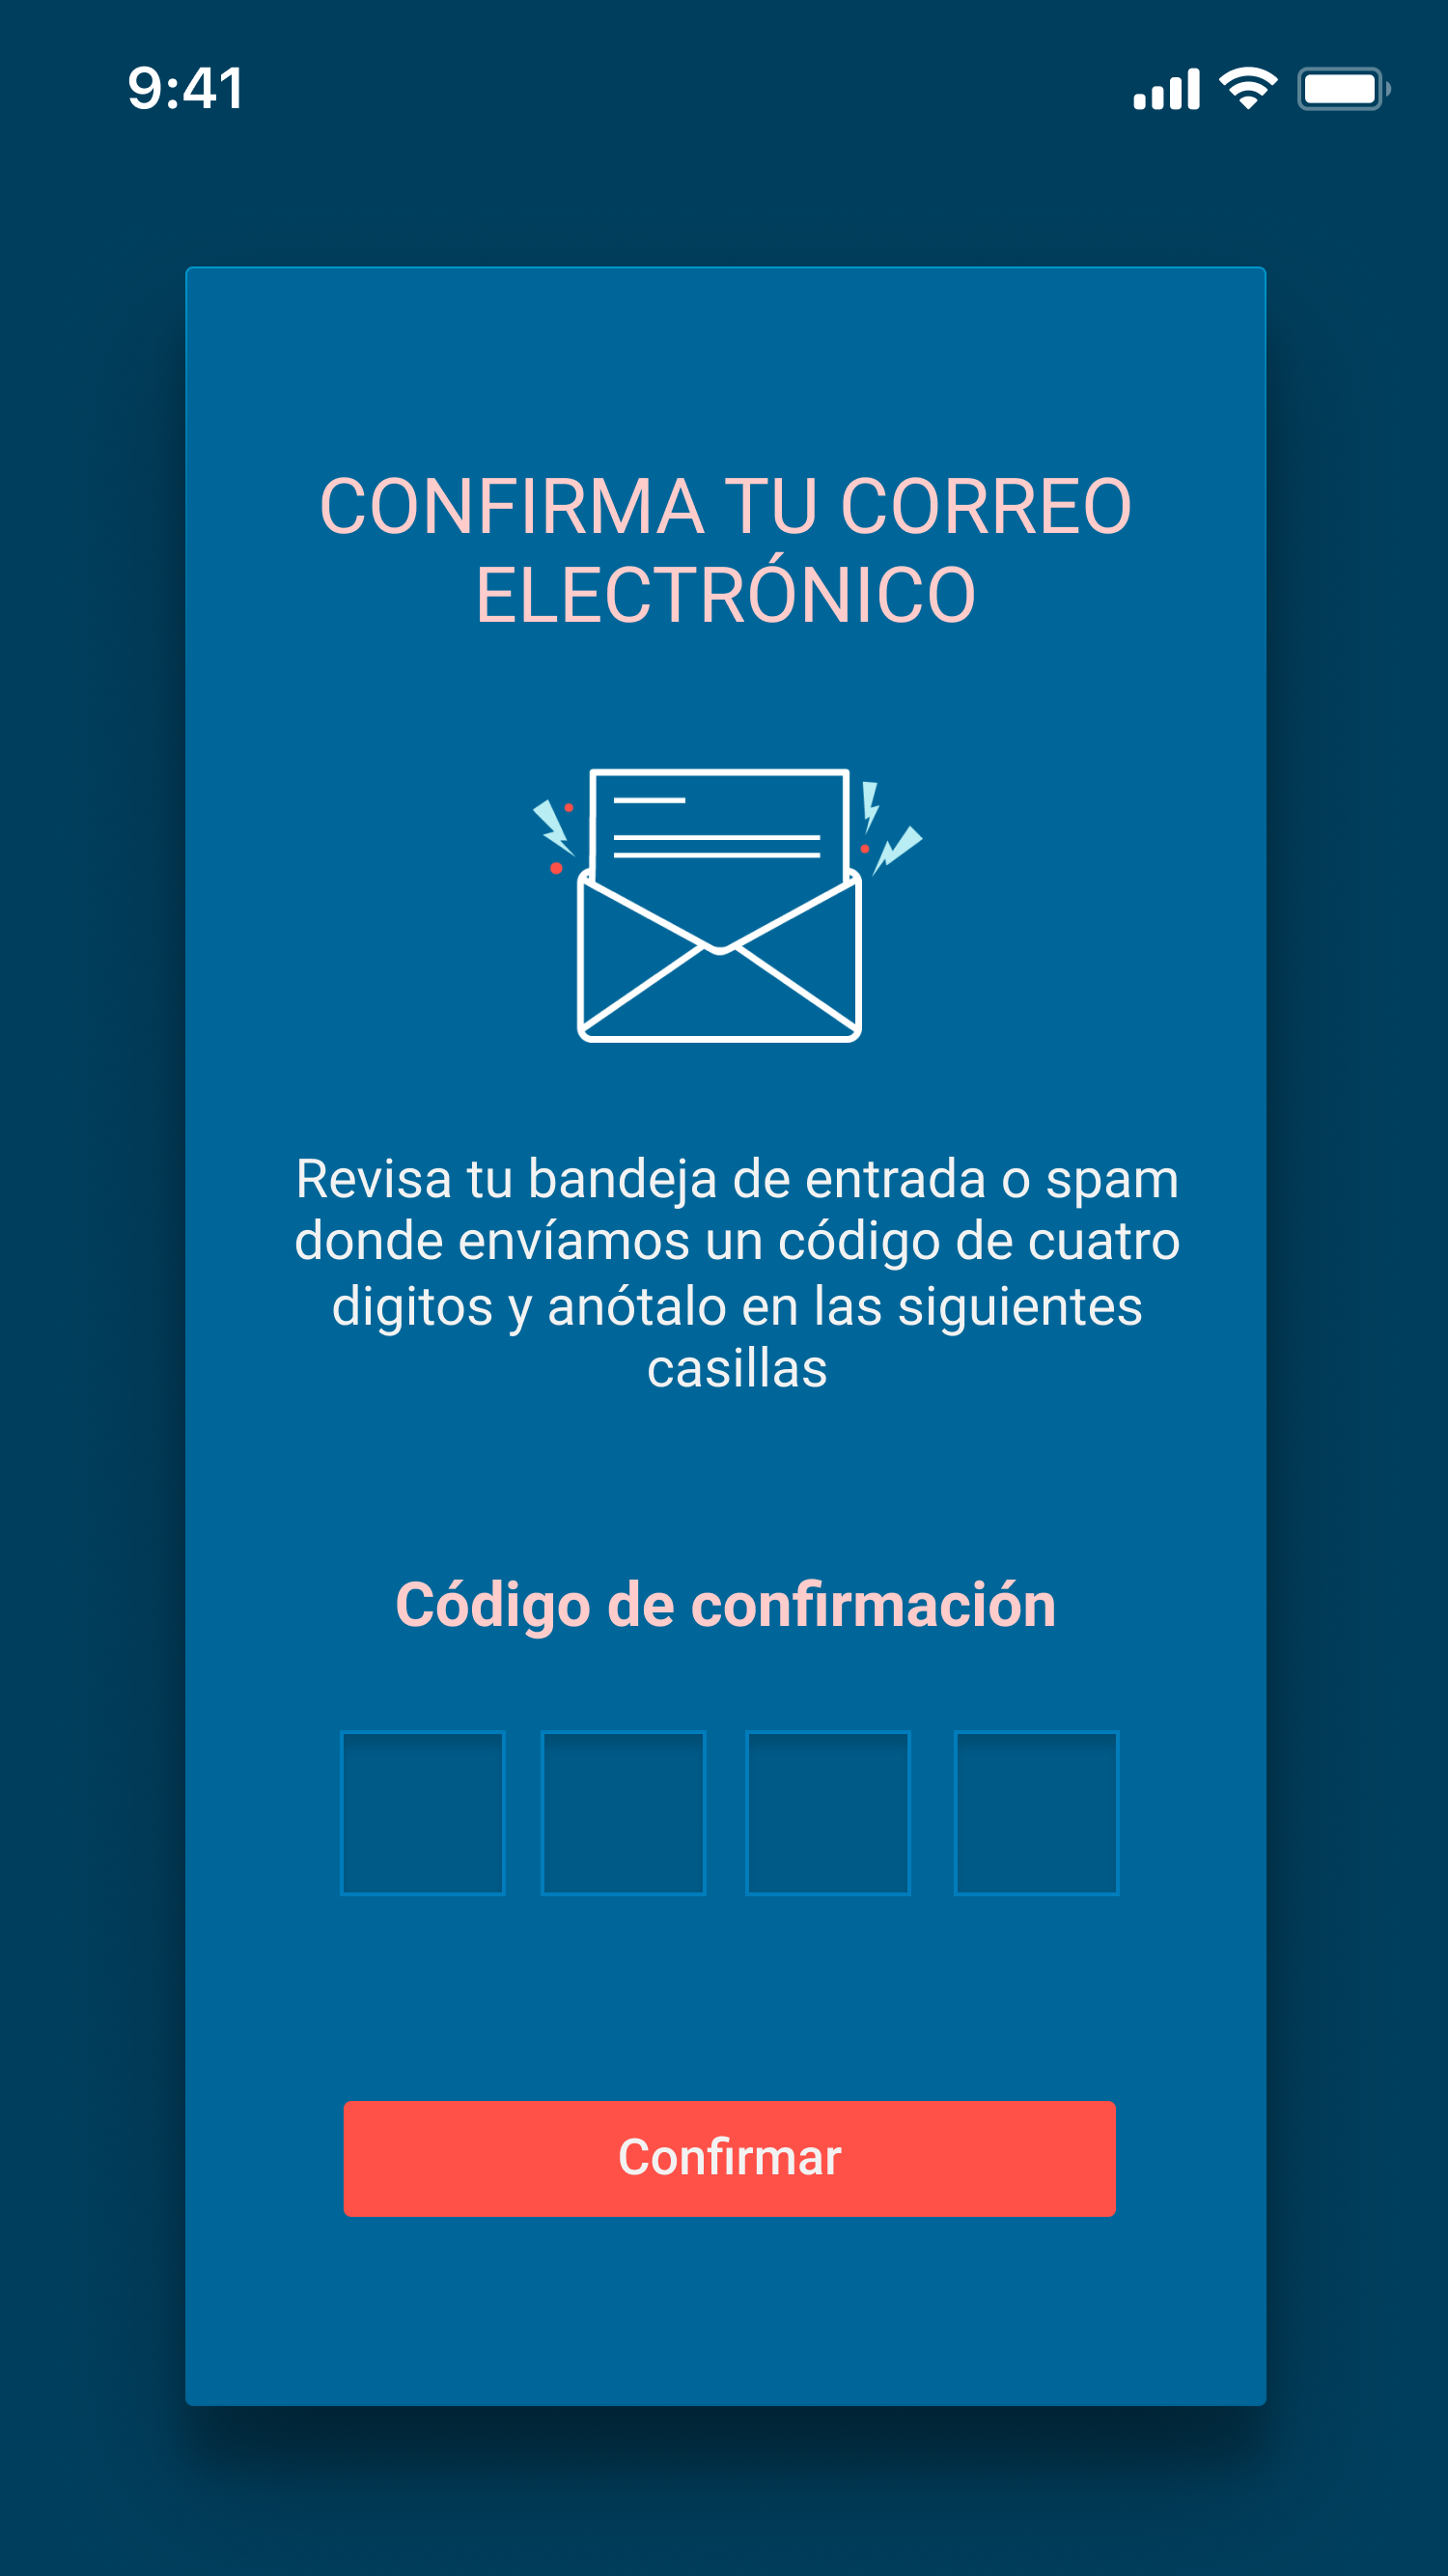 9:41
CONFIRMA TU CORREO
ELECTRÓNICO
Revisa tu bandeja de entrada o spam
donde envíamos un código de cuatro
digitos y anótalo en las siguientes
casillas
Código de confirmación
Confirmar